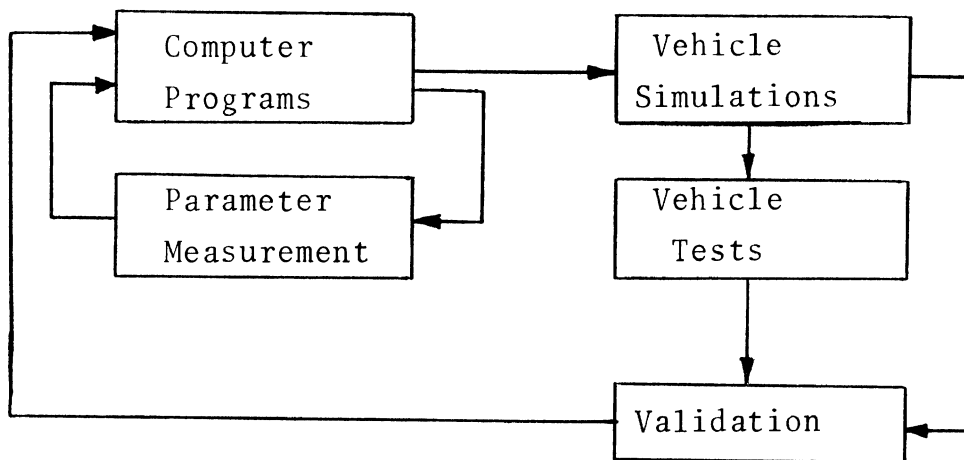 Computer
Programs
Vehicle
Simulations
Parameter
Measurement
Vehicle
Tests
Validation